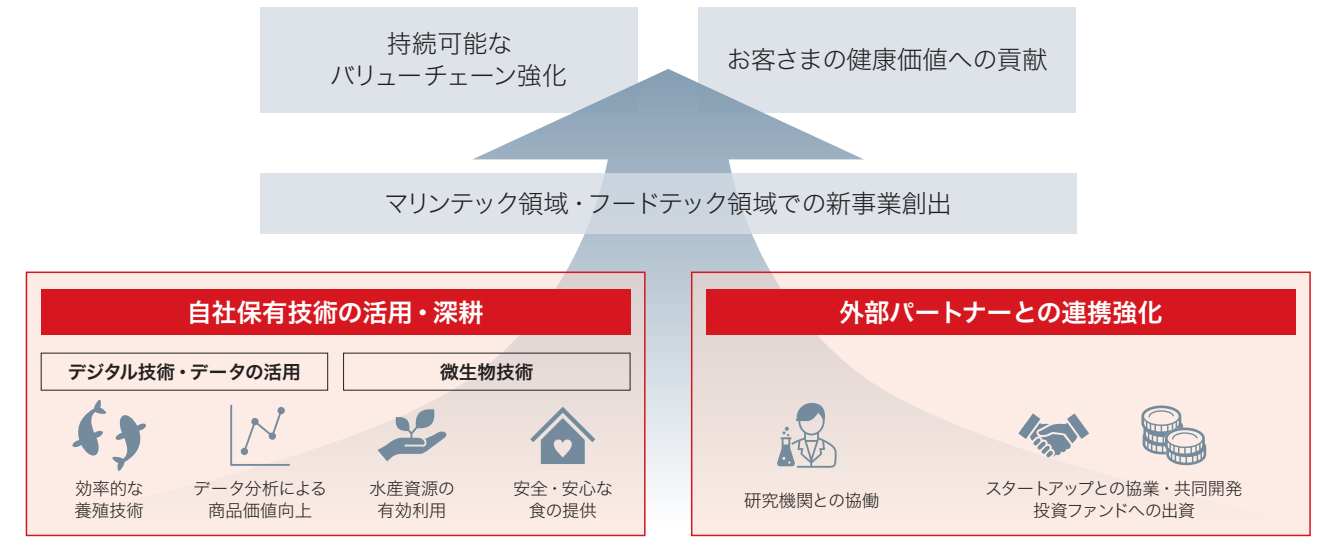 持続可能な
バリューチェーン強化
お客さまの健康価値への貢献
マリンテック領域・フードテック領域での新事業創出
自社保有技術の活用・深耕
デジタル技術・データの活用
微生物技術
効率的な
養殖技術
データ分析による
商品価値向上
水産資源の
有効利用
安全・安心な
食の提供
外部パートナーとの連携強化
研究機関との協働
スタートアップとの協業・共同開発
投資ファンドへの出資